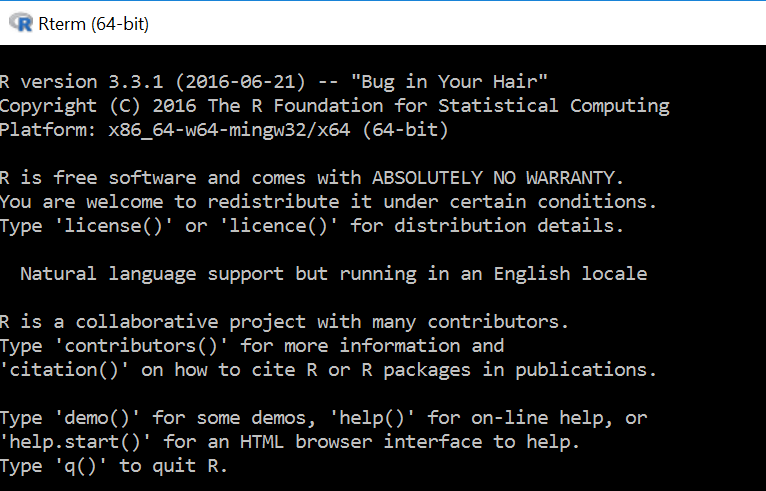 Rterm (64-bit)
R version 3.3.1 (2016-06-21) -- "Bug in Your Hair"
Copyright (C) 2016 The R Foundation for Statistical Computing
Platform: x86_64-w64-mingw32/x64 (64-bit)
R is free software and comes with ABSOLUTELY NO WARRANTY.
You are welcome to redistribute it under certain conditions.
Type 'license()' or 'licence()' for distribution details.
Natural language support but running in an English locale
R is a collaborative project with many contributors.
Type 'contributors()' for more information and
'citation()' on how to cite R or R packages in publications.
Type 'demo()' for some demos, 'help()' for on-line help, or
'help.start()' for an HTML browser interface to help.
Type 'q()' to quit R.